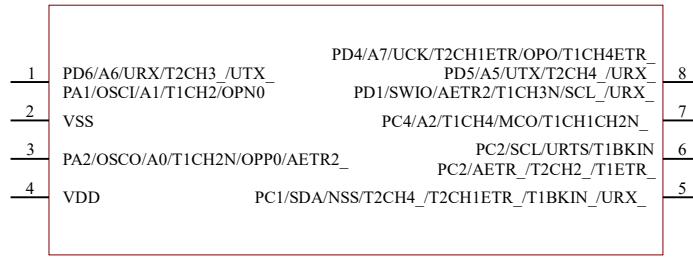 PD4/A7/UCK/T2CH1ETR/OPO/T1CH4ETR_
1 PD6/A6/URX/T2CH3_/UTX_ PD5/A5/UTX/T2CH4_/URX_ 8
PA1/OSCI/A1/T1CH2/OPN0 PD1/SWIO/AETR2/T1CH3N/SCL_/URX_
2 VSS PC4/A2/T1CH4/MCO/T1CH1CH2N_ 7
3 PA2/OSCO/A0/T1CH2N/OPP0/AETR2_ PC2/SCL/URTS/T1BKIN 6
PC2/AETR_/T2CH2_/T1ETR_
4 VDD PC1/SDA/NSS/T2CH4_/T2CH1ETR_/T1BKIN_/URX_ 5